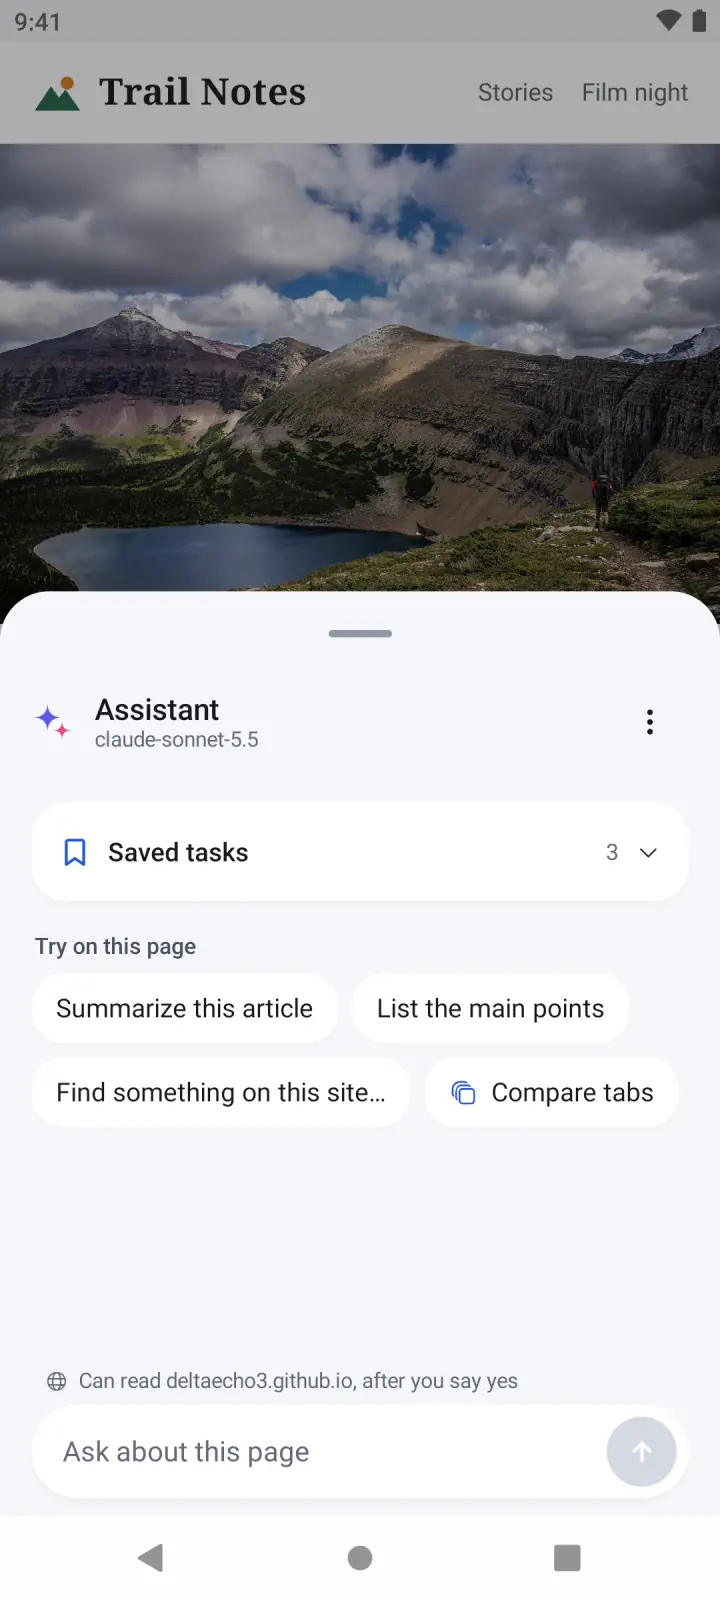 9:41
Trail Notes
Stories
Film night
Assistant
claude-sonnet-5.5
Saved tasks
3
Try on this page
Summarize this article
List the main points
Find something on this site…
Compare tabs
Can read deltaecho3.github.io, after you say yes
Ask about this page